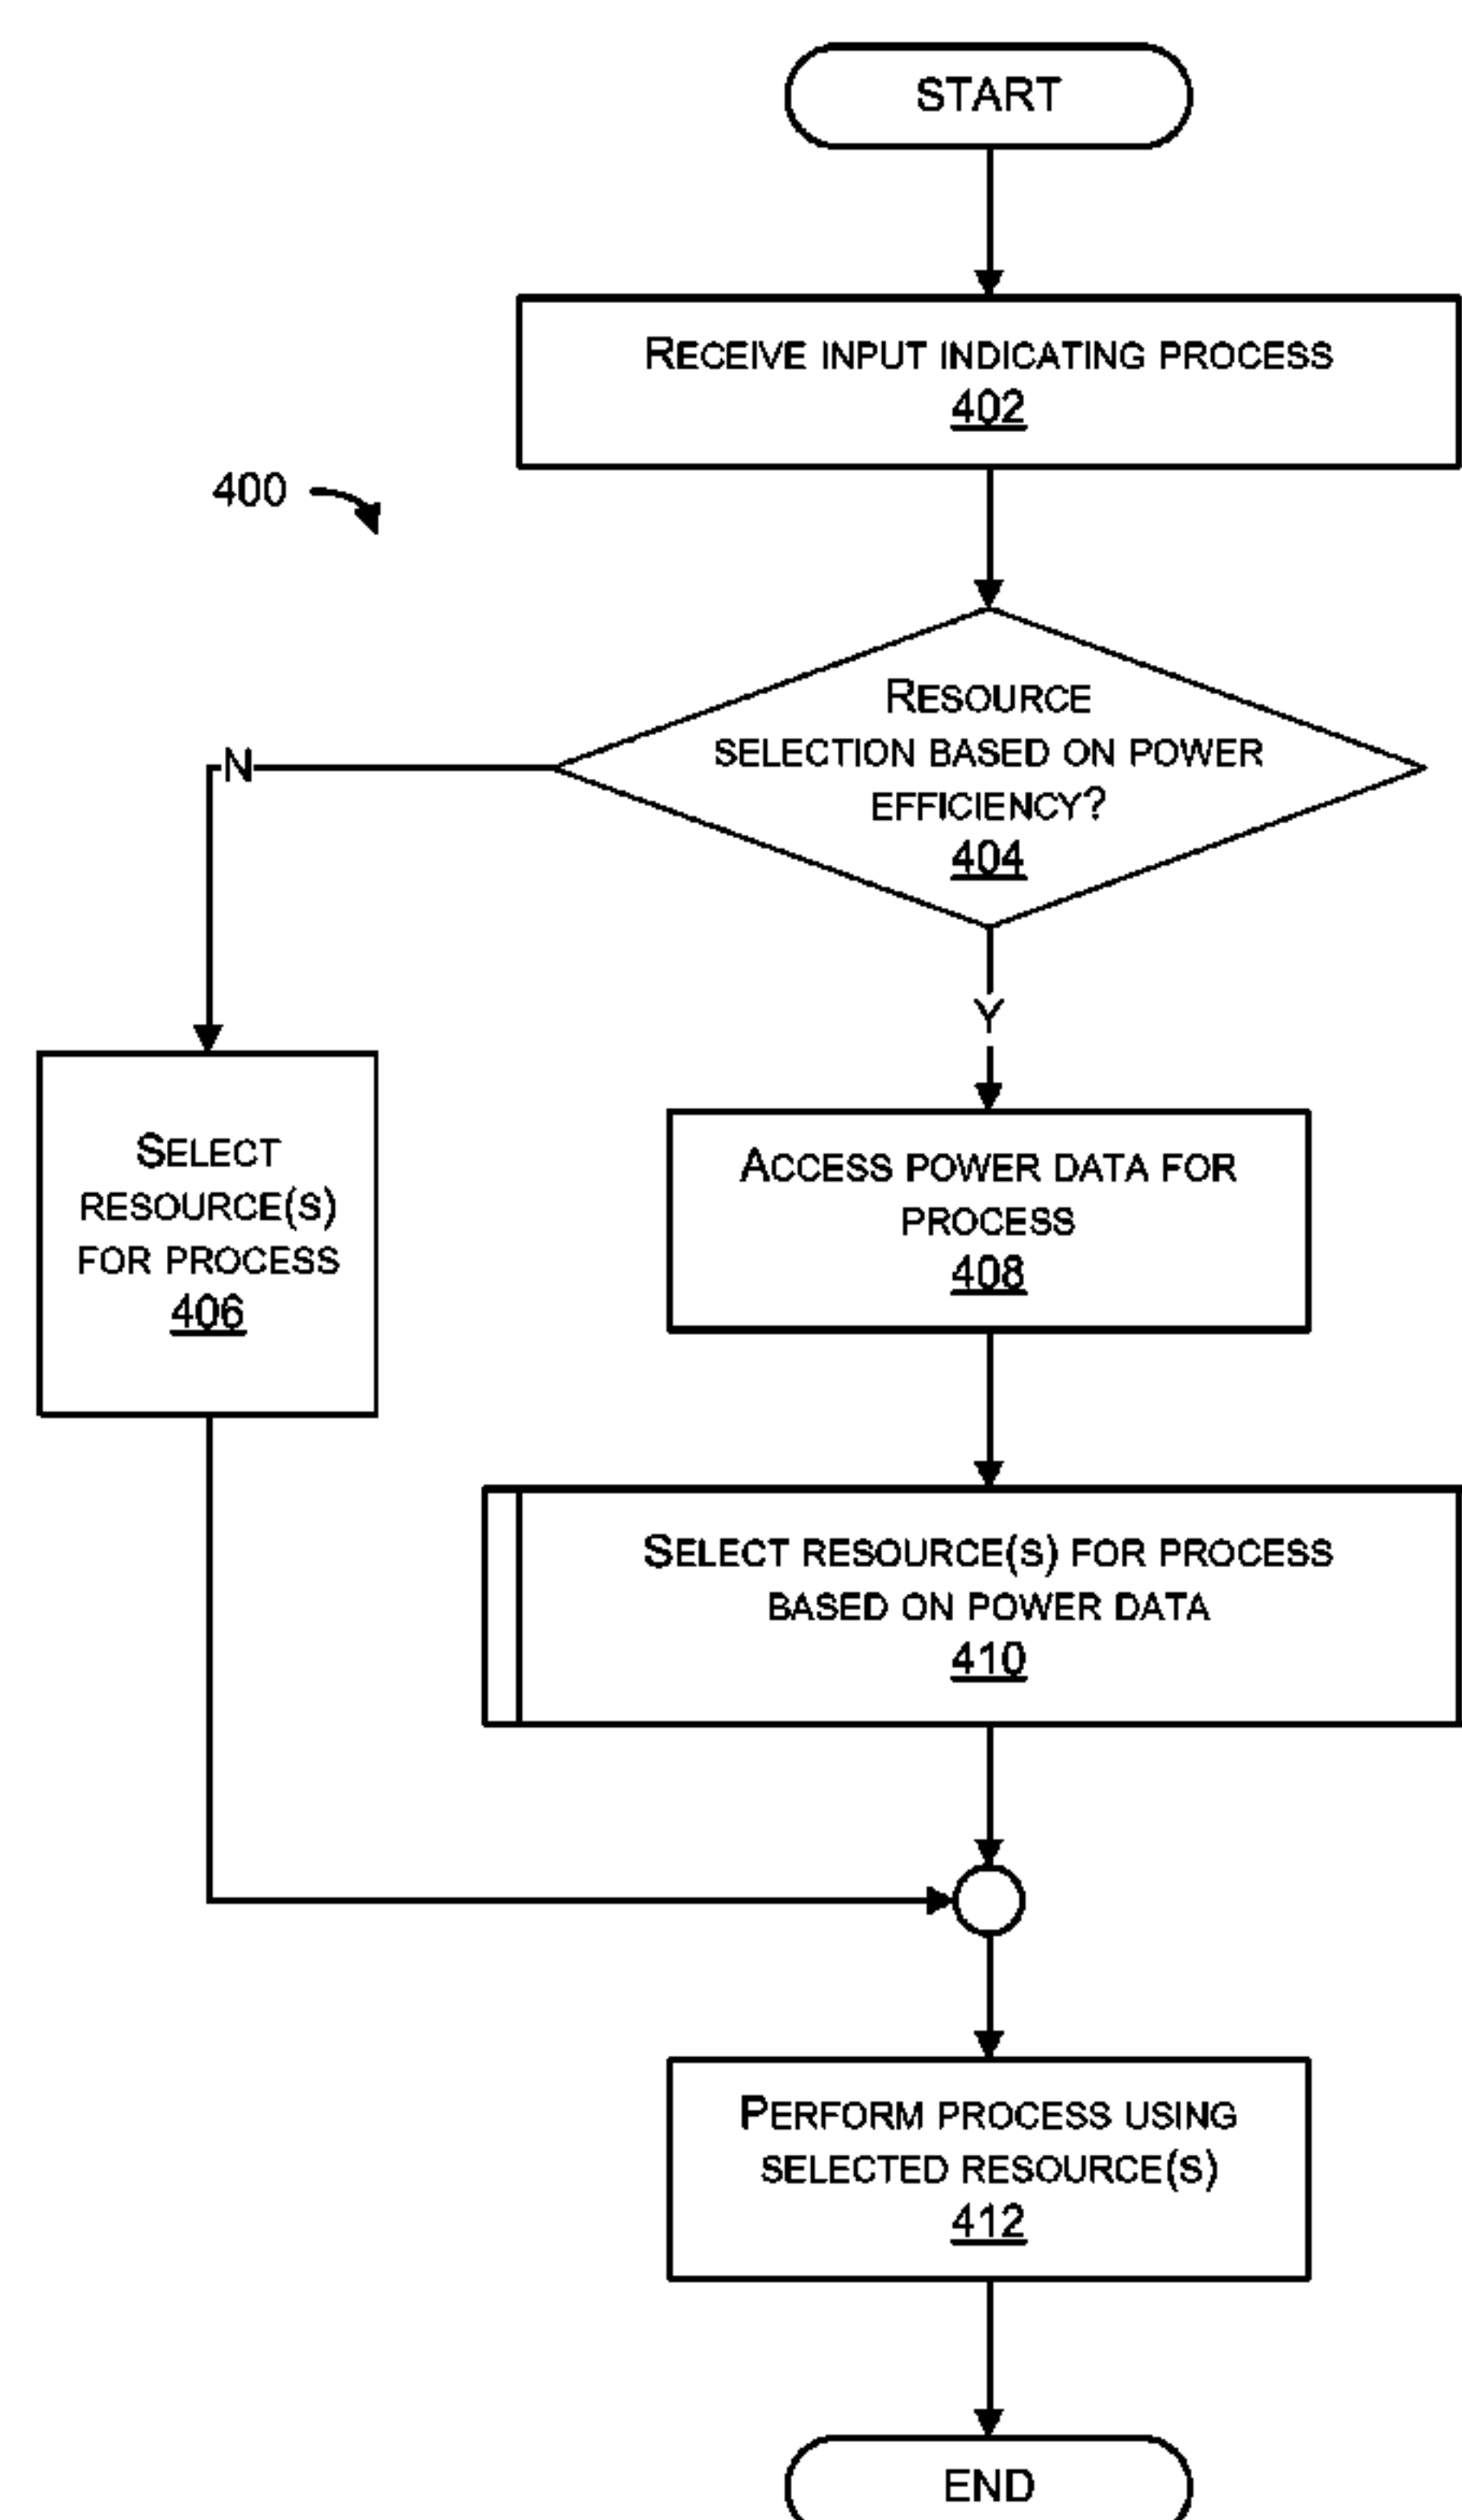 START
RECEIVE INPUT INDICATING PROCESS
402
400
RESOURCE
SELECTION BASED ON POWER
EFFICIENCY?
404
N
Y
SELECT
RESOURCE(S)
FOR PROCESS
406
ACCESS POWER DATA FOR
PROCESS
408
SELECT RESOURCE(S) FOR PROCESS
BASED ON POWER DATA
410
PERFORM PROCESS USING
SELECTED RESOURCE(S)
412
END